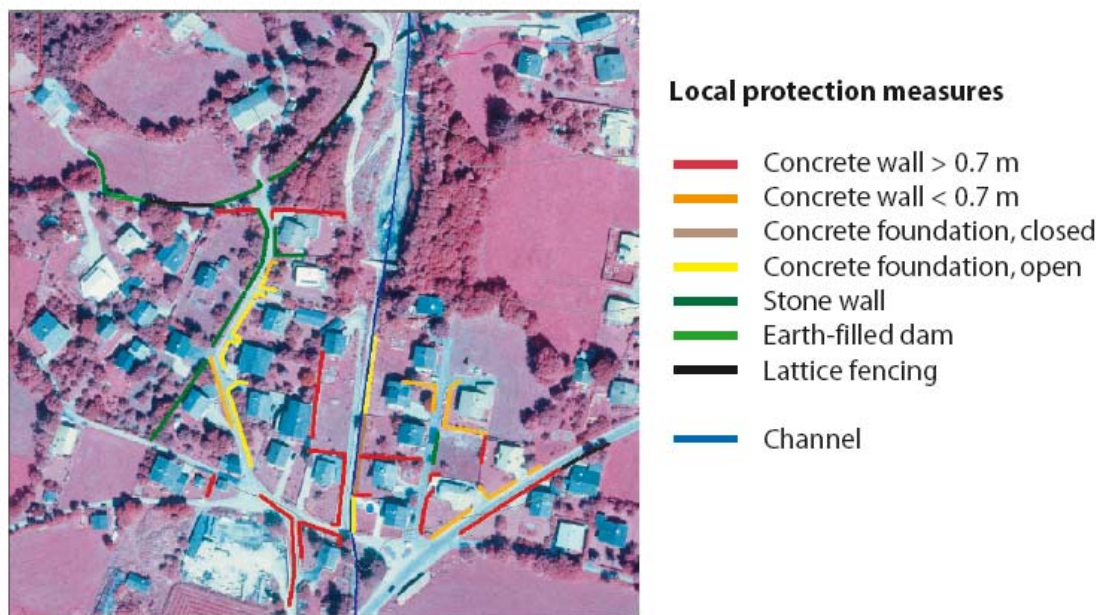 Local protection measures
Concrete wall > 0.7 m
Concrete wall < 0.7 m
Concrete foundation, closed
Concrete foundation, open
Stone wall
Earth-filled dam
Lattice fencing
Channel